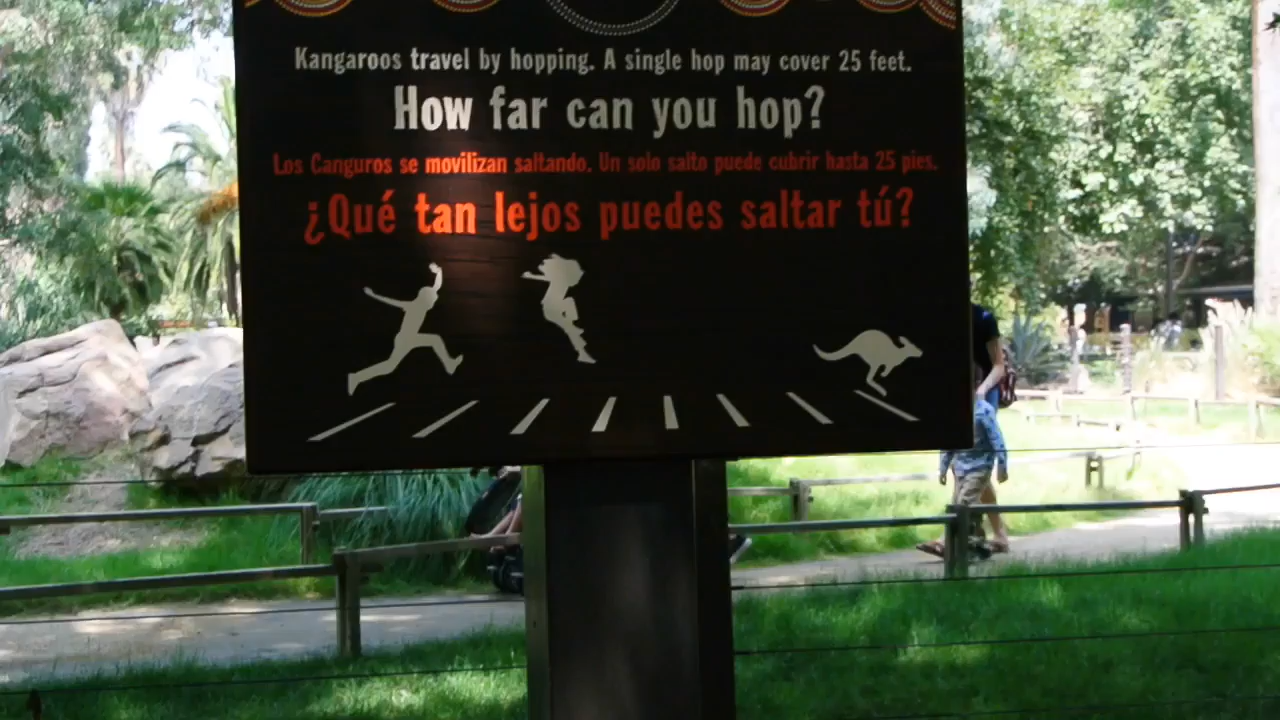 Kangaroos travel by hopping. A single hop may cover 25 feet.
How far can you hop?
Los Canguros se movilizan saltando. Un solo salto puede cubrir hasta 25 pies.
¿Qué tan lejos puedes saltar tú?